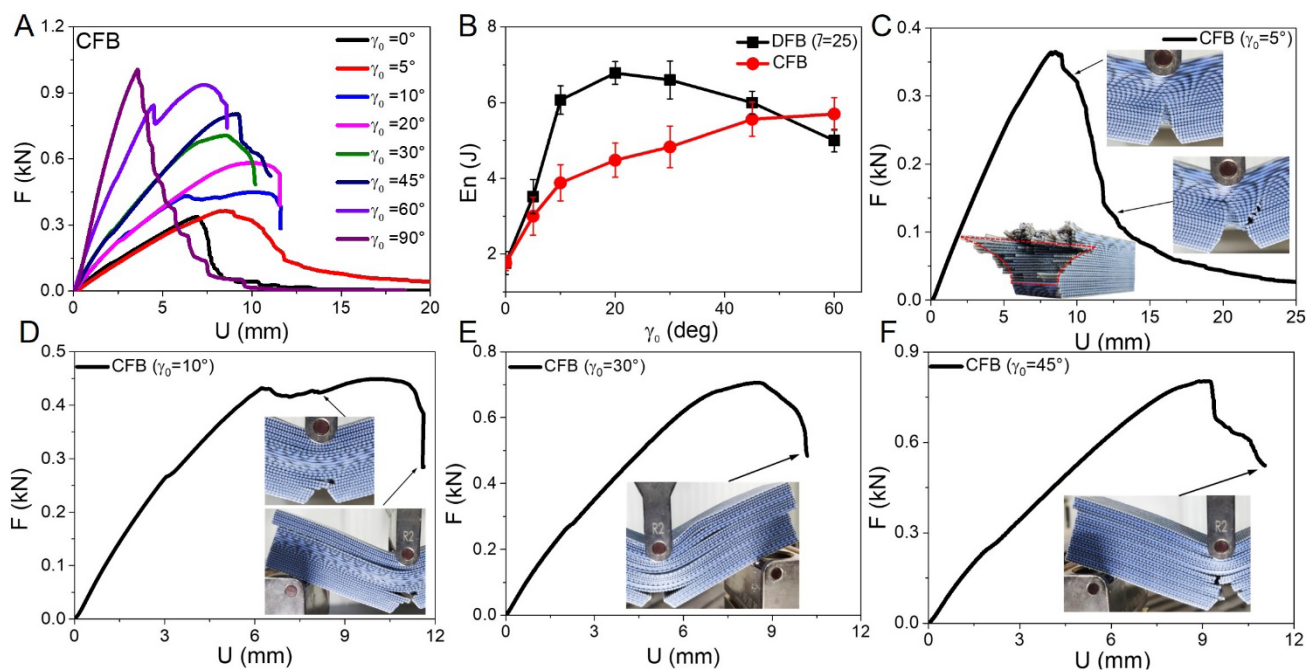 A
CFB
γ₀ =0°
γ₀ =5°
γ₀ =10°
γ₀ =20°
γ₀ =30°
γ₀ =45°
γ₀ =60°
γ₀ =90°
F (kN)
1.2
0.9
0.6
0.3
0.0
0 5 10 15 20
U (mm)
B
DFB (l=25)
CFB
En (J)
8
6
4
2
0 20 40 60
γ₀ (deg)
C
CFB (γ₀=5°)
F (kN)
0.4
0.3
0.2
0.1
0.0
0 5 10 15 20 25
U (mm)
D
CFB (γ₀=10°)
F (kN)
0.5
0.4
0.3
0.2
0.1
0.0
R2
0 3 6 9 12
U (mm)
E
CFB (γ₀=30°)
F (kN)
0.8
0.6
0.4
0.2
0.0
R2
0 3 6 9 12
U (mm)
F
CFB (γ₀=45°)
F (kN)
0.9
0.6
0.3
0.0
R2
0 3 6 9 12
U (mm)